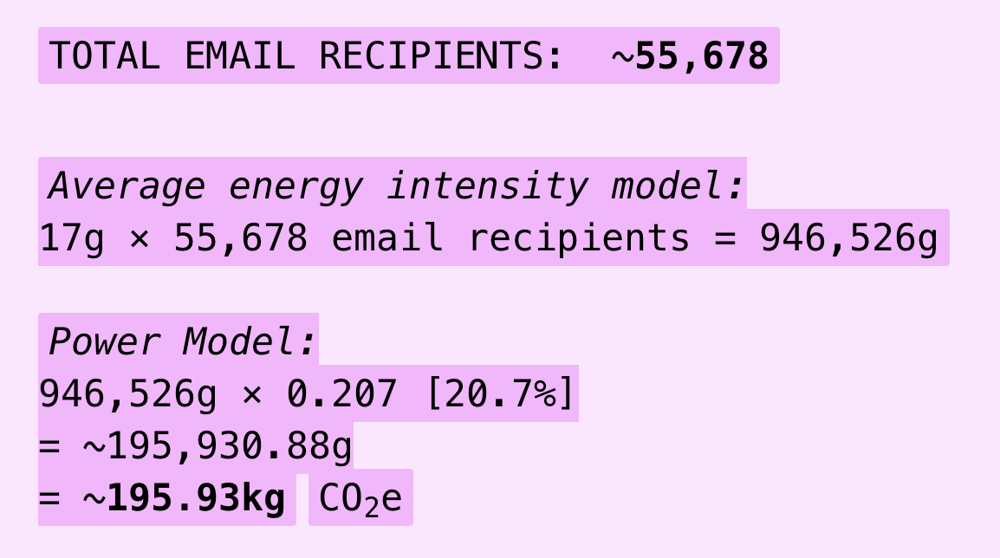 TOTAL EMAIL RECIPIENTS:  ~55,678
Average energy intensity model:
17g × 55,678 email recipients = 946,526g
Power Model:
946,526g × 0.207 [20.7%]
= ~195,930.88g
= ~195.93kg CO₂e